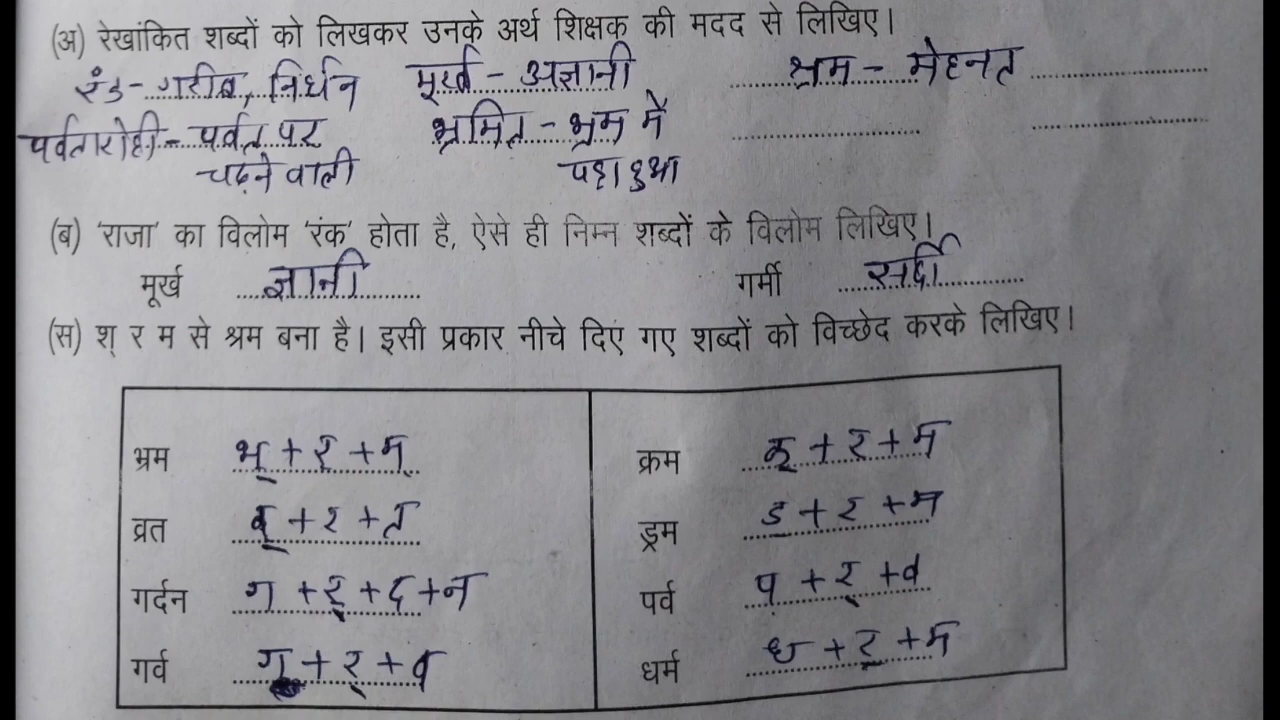 (अ) रेखांकित शब्दों को लिखकर उनके अर्थ शिक्षक की मदद से लिखिए।
रंड - गरीब, निर्धन मूर्ख - अज्ञानी श्रम - मेहनत
पर्वतारोही - पर्वत पर भ्रमित - भ्रम में
चढ़ने वाली पड़ा हुआ
(ब) 'राजा' का विलोम 'रंक' होता है, ऐसे ही निम्न शब्दों के विलोम लिखिए।
मूर्ख ज्ञानी गर्मी सर्दी
(स) श् र म से श्रम बना है। इसी प्रकार नीचे दिए गए शब्दों को विच्छेद करके लिखिए।
भ्रम भ् + र् + म् क्रम क् + र + म
व्रत व् + र + त ड्रम ड + र + म
गर्दन ग + र् + द + न पर्व प + र् + व
गर्व ग् + र् + व धर्म ध + र् + म